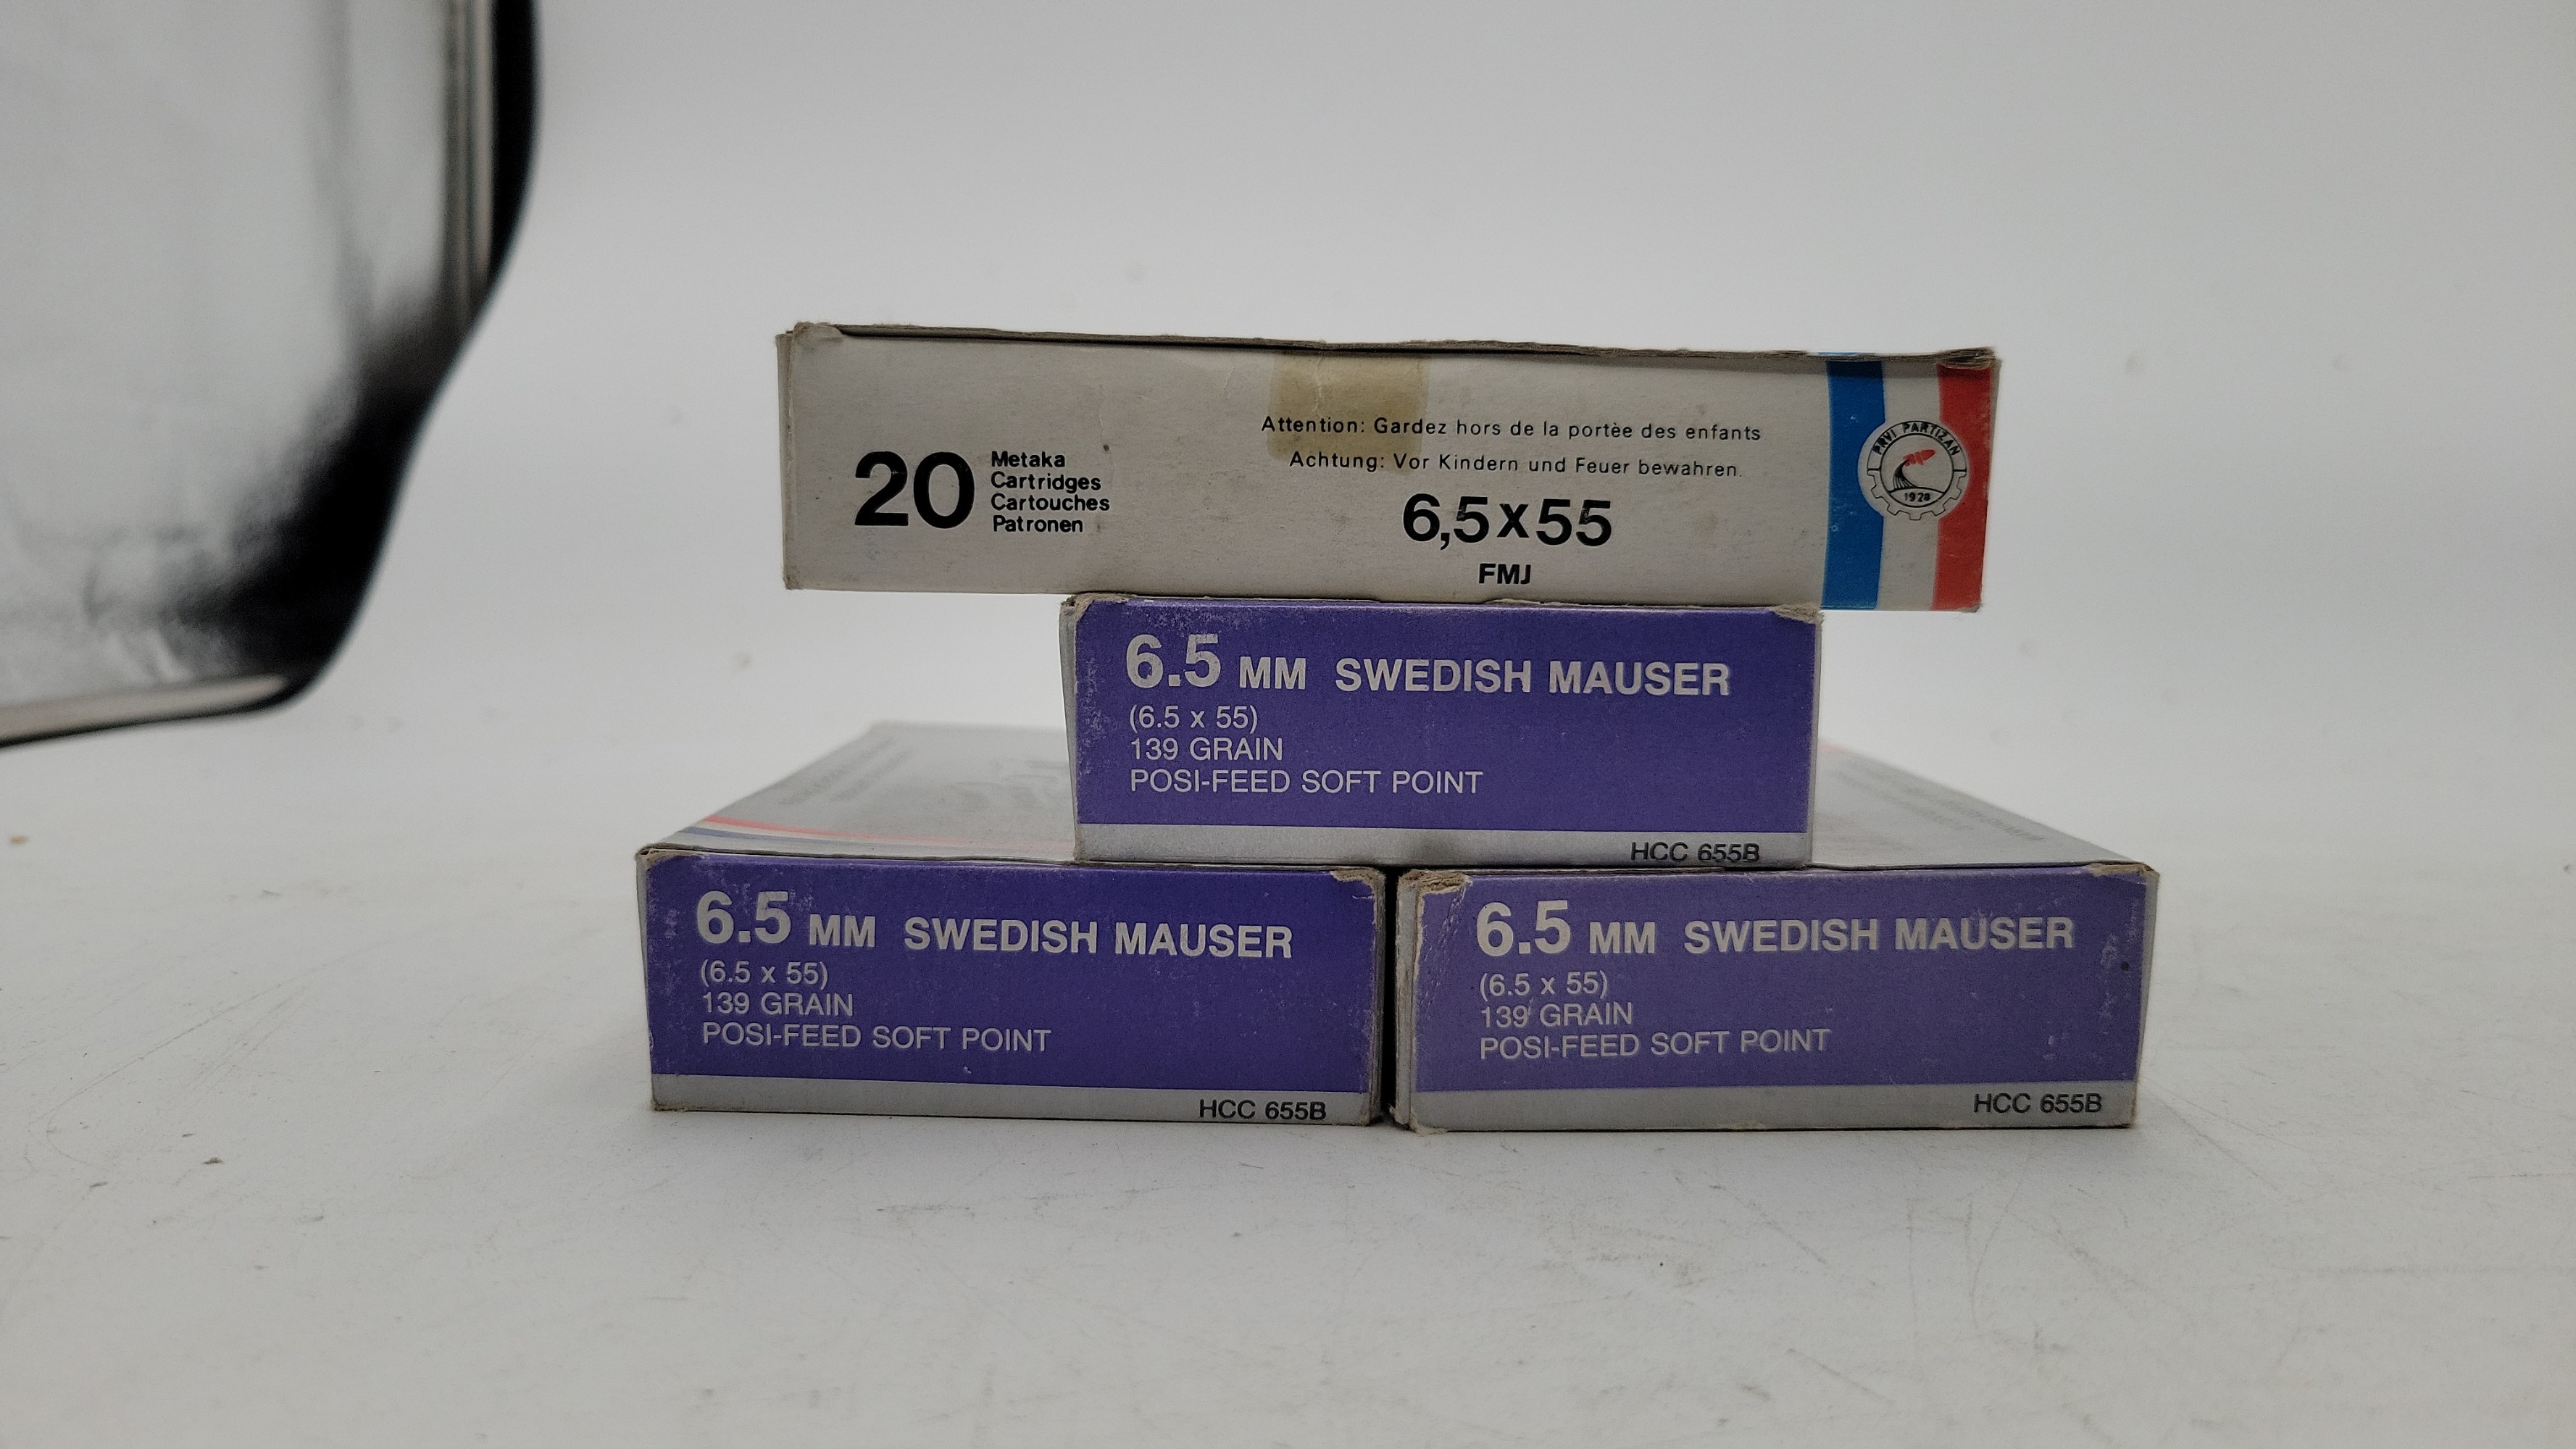 20
Metaka
Cartridges
Cartouches
Patronen
Attention: Gardez hors de la portèe des enfants
Achtung: Vor Kindern und Feuer bewahren.
6,5x55
FMJ
PRVI PARTIZAN
1928
6.5 MM SWEDISH MAUSER
(6.5 x 55)
139 GRAIN
POSI-FEED SOFT POINT
HCC 655B
6.5 MM SWEDISH MAUSER
(6.5 x 55)
139 GRAIN
POSI-FEED SOFT POINT
HCC 655B
6.5 MM SWEDISH MAUSER
(6.5 x 55)
139 GRAIN
POSI-FEED SOFT POINT
HCC 655B